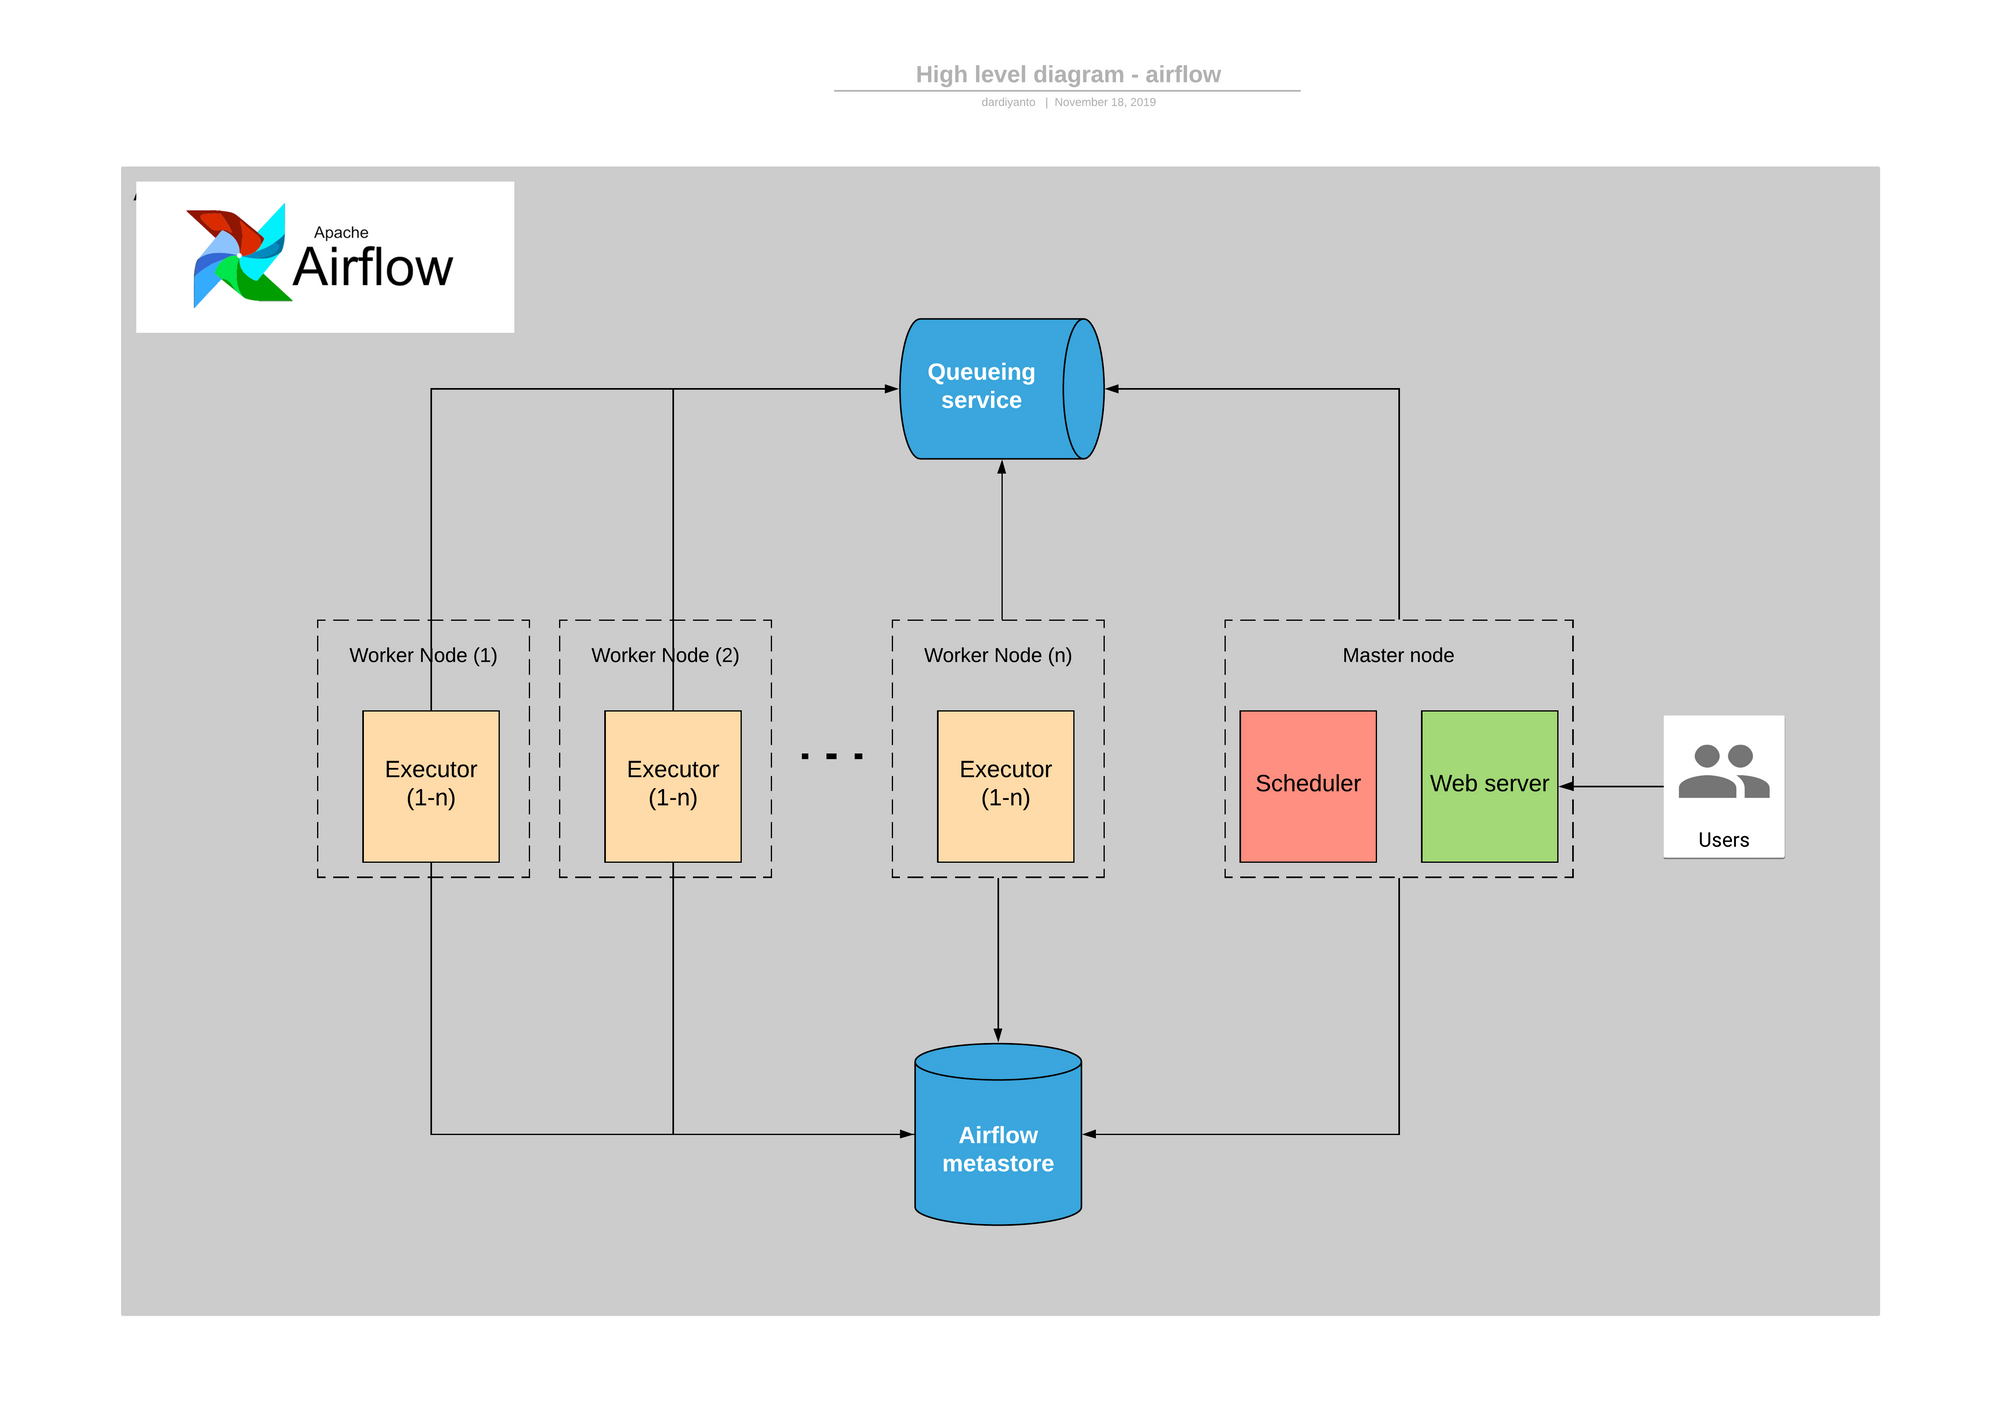 High level diagram - airflow
dardiyanto | November 18, 2019
Apache
Airflow
Queueing
service
Worker Node (1)
Worker Node (2)
Worker Node (n)
Master node
Executor
(1-n)
Executor
(1-n)
Executor
(1-n)
Scheduler
Web server
Users
Airflow
metastore